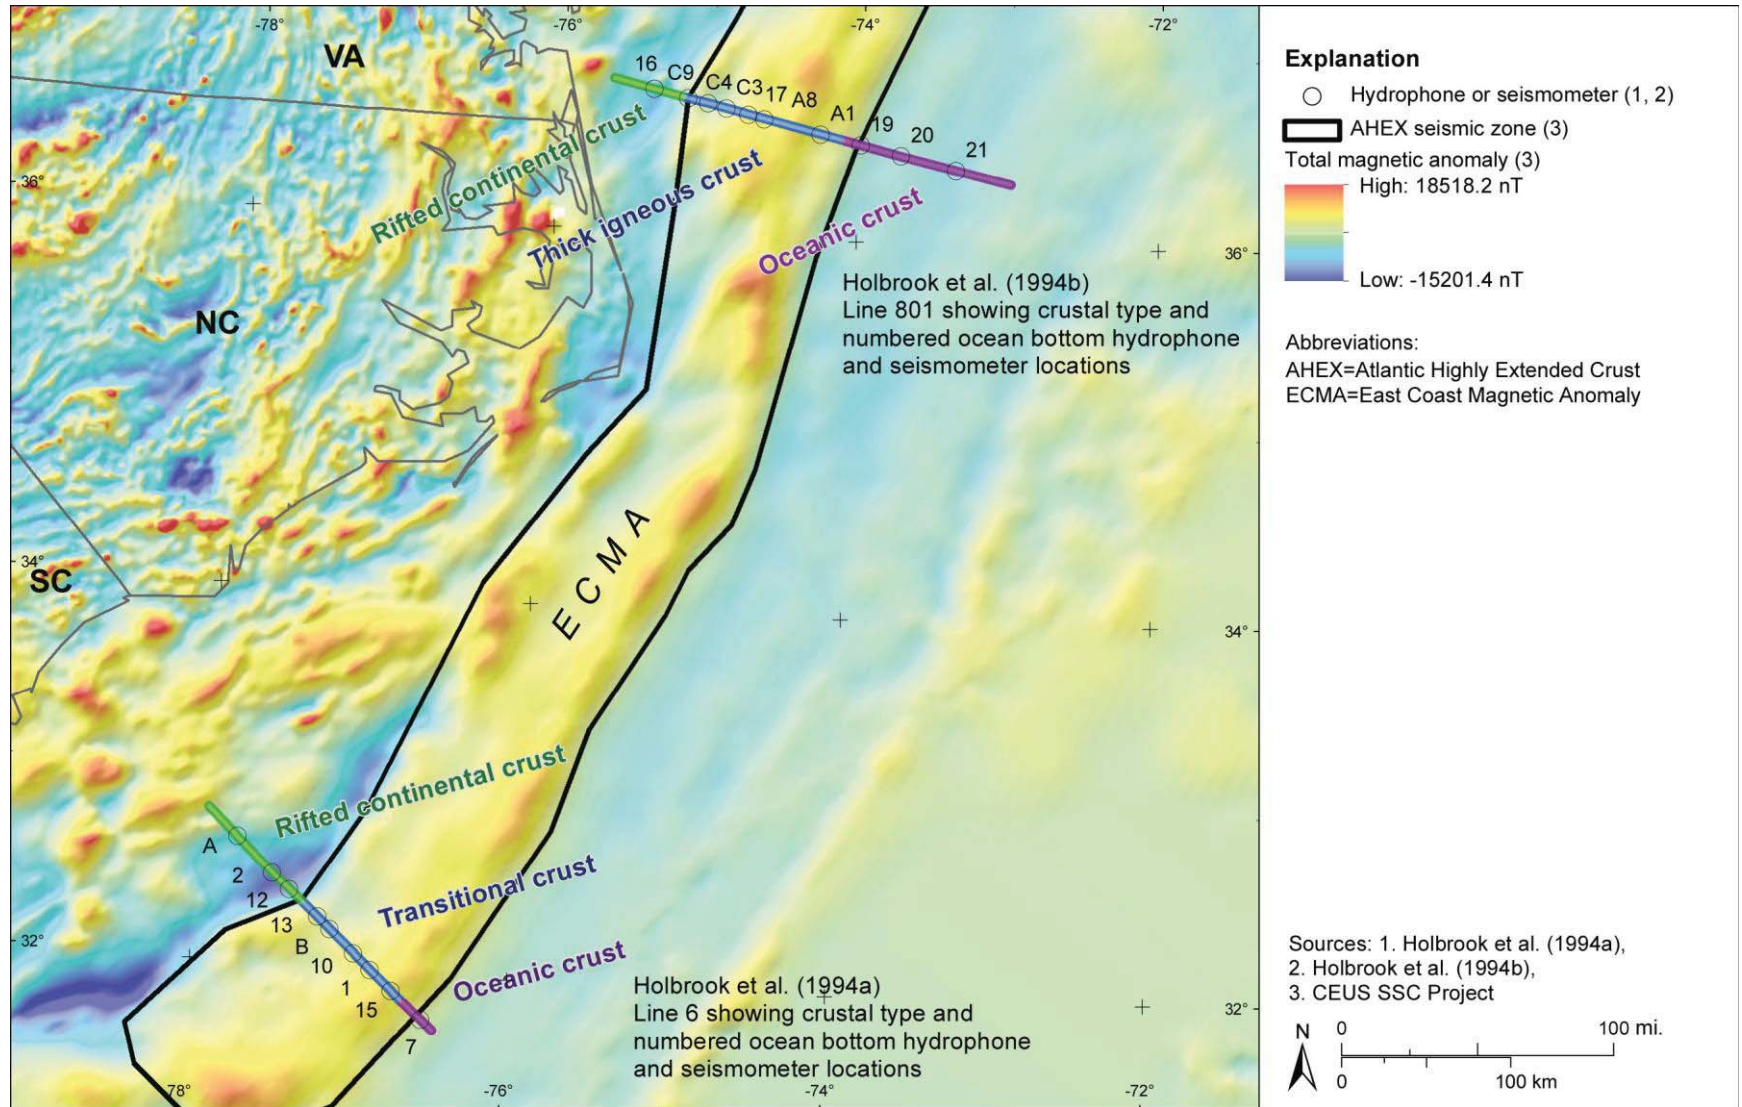 -78°
-76°
-74°
-72°
VA
16
C9
C4
C3
17
A8
A1
19
20
21
Rifted continental crust
Thick igneous crust
Oceanic crust
36°
36°
NC
Holbrook et al. (1994b)
Line 801 showing crustal type and
numbered ocean bottom hydrophone
and seismometer locations
ECMA
34°
34°
SC
Rifted continental crust
A
2
12
13
B
10
1
15
7
Transitional crust
Oceanic crust
32°
32°
Holbrook et al. (1994a)
Line 6 showing crustal type and
numbered ocean bottom hydrophone
and seismometer locations
-78°
-76°
-74°
-72°
Explanation
Hydrophone or seismometer (1, 2)
AHEX seismic zone (3)
Total magnetic anomaly (3)
High: 18518.2 nT
Low: -15201.4 nT
Abbreviations:
AHEX=Atlantic Highly Extended Crust
ECMA=East Coast Magnetic Anomaly
Sources: 1. Holbrook et al. (1994a),
2. Holbrook et al. (1994b),
3. CEUS SSC Project
N
0 100 mi.
0 100 km